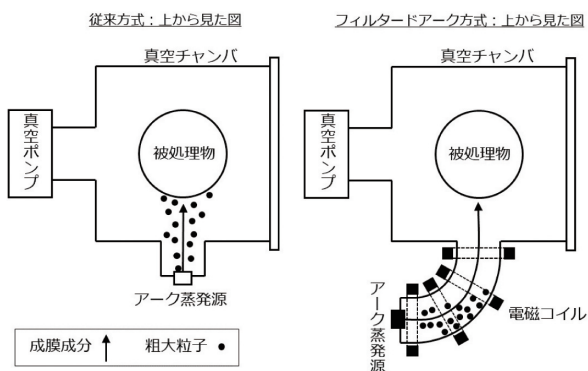 従来方式：上から見た図
真空チャンバ
真空ポンプ
被処理物
アーク蒸発源
フィルタードアーク方式：上から見た図
真空チャンバ
真空ポンプ
被処理物
アーク蒸発源
電磁コイル
成膜成分
粗大粒子